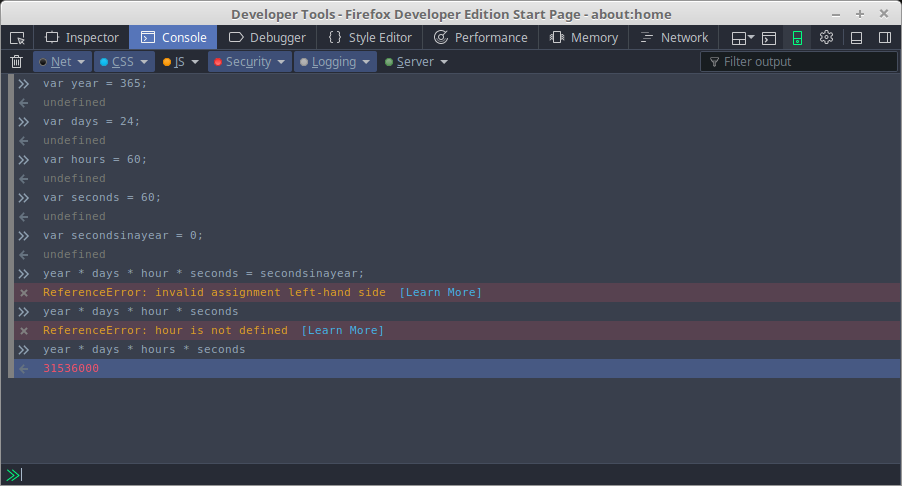 Developer Tools - Firefox Developer Edition Start Page - about:home
Inspector Console Debugger {} Style Editor Performance Memory Network
Net CSS JS Security Logging Server Filter output
var year = 365;
undefined
var days = 24;
undefined
var hours = 60;
undefined
var seconds = 60;
undefined
var secondsinayear = 0;
undefined
year * days * hour * seconds = secondsinayear;
ReferenceError: invalid assignment left-hand side [Learn More]
year * days * hour * seconds
ReferenceError: hour is not defined [Learn More]
year * days * hours * seconds
31536000